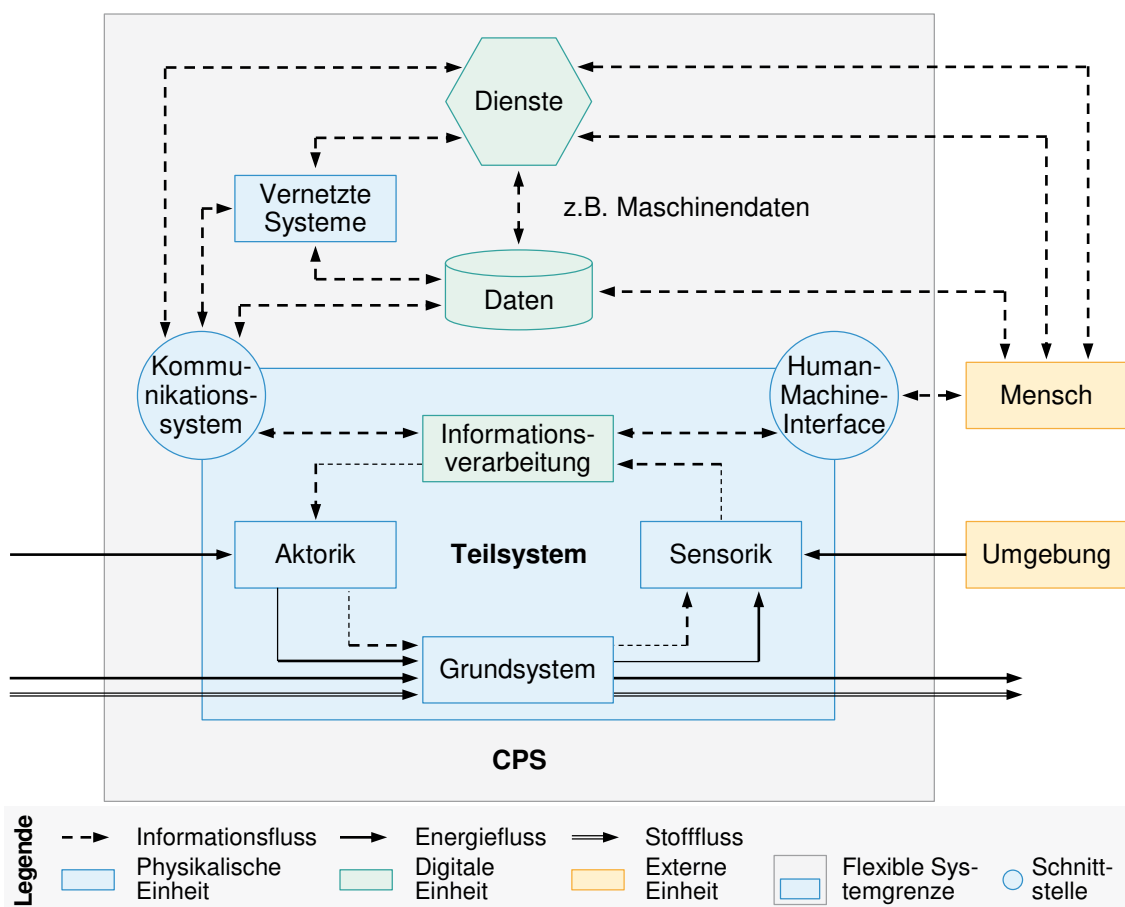 Dienste
Vernetzte
Systeme
z.B. Maschinendaten
Daten
Kommu-
nikations-
system
Human-
Machine-
Interface
Mensch
Informations-
verarbeitung
Aktorik
Teilsystem
Sensorik
Umgebung
Grundsystem
CPS
Legende
Informationsfluss
Energiefluss
Stofffluss
Physikalische
Einheit
Digitale
Einheit
Externe
Einheit
Flexible Sys-
temgrenze
Schnitt-
stelle